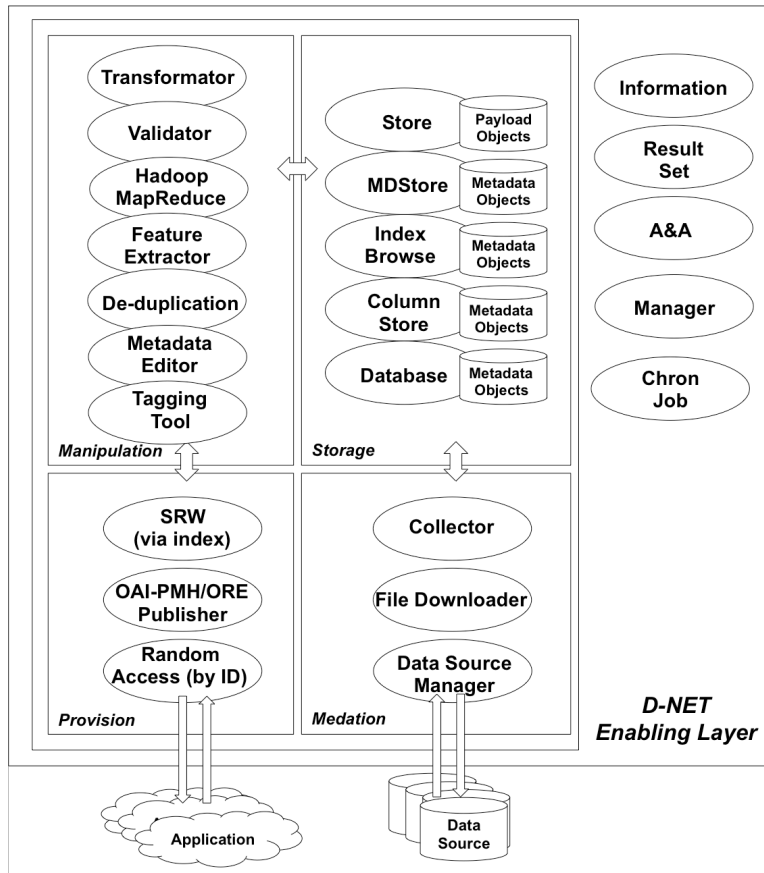 Transformator
Validator
Hadoop
MapReduce
Feature
Extractor
De-duplication
Metadata
Editor
Tagging
Tool
Manipulation
Store
Payload
Objects
MDStore
Metadata
Objects
Index
Browse
Metadata
Objects
Column
Store
Metadata
Objects
Database
Metadata
Objects
Storage
Information
Result
Set
A&A
Manager
Chron
Job
SRW
(via index)
OAI-PMH/ORE
Publisher
Random
Access (by ID)
Provision
Collector
File Downloader
Data Source
Manager
Medation
D-NET
Enabling Layer
Application
Data
Source